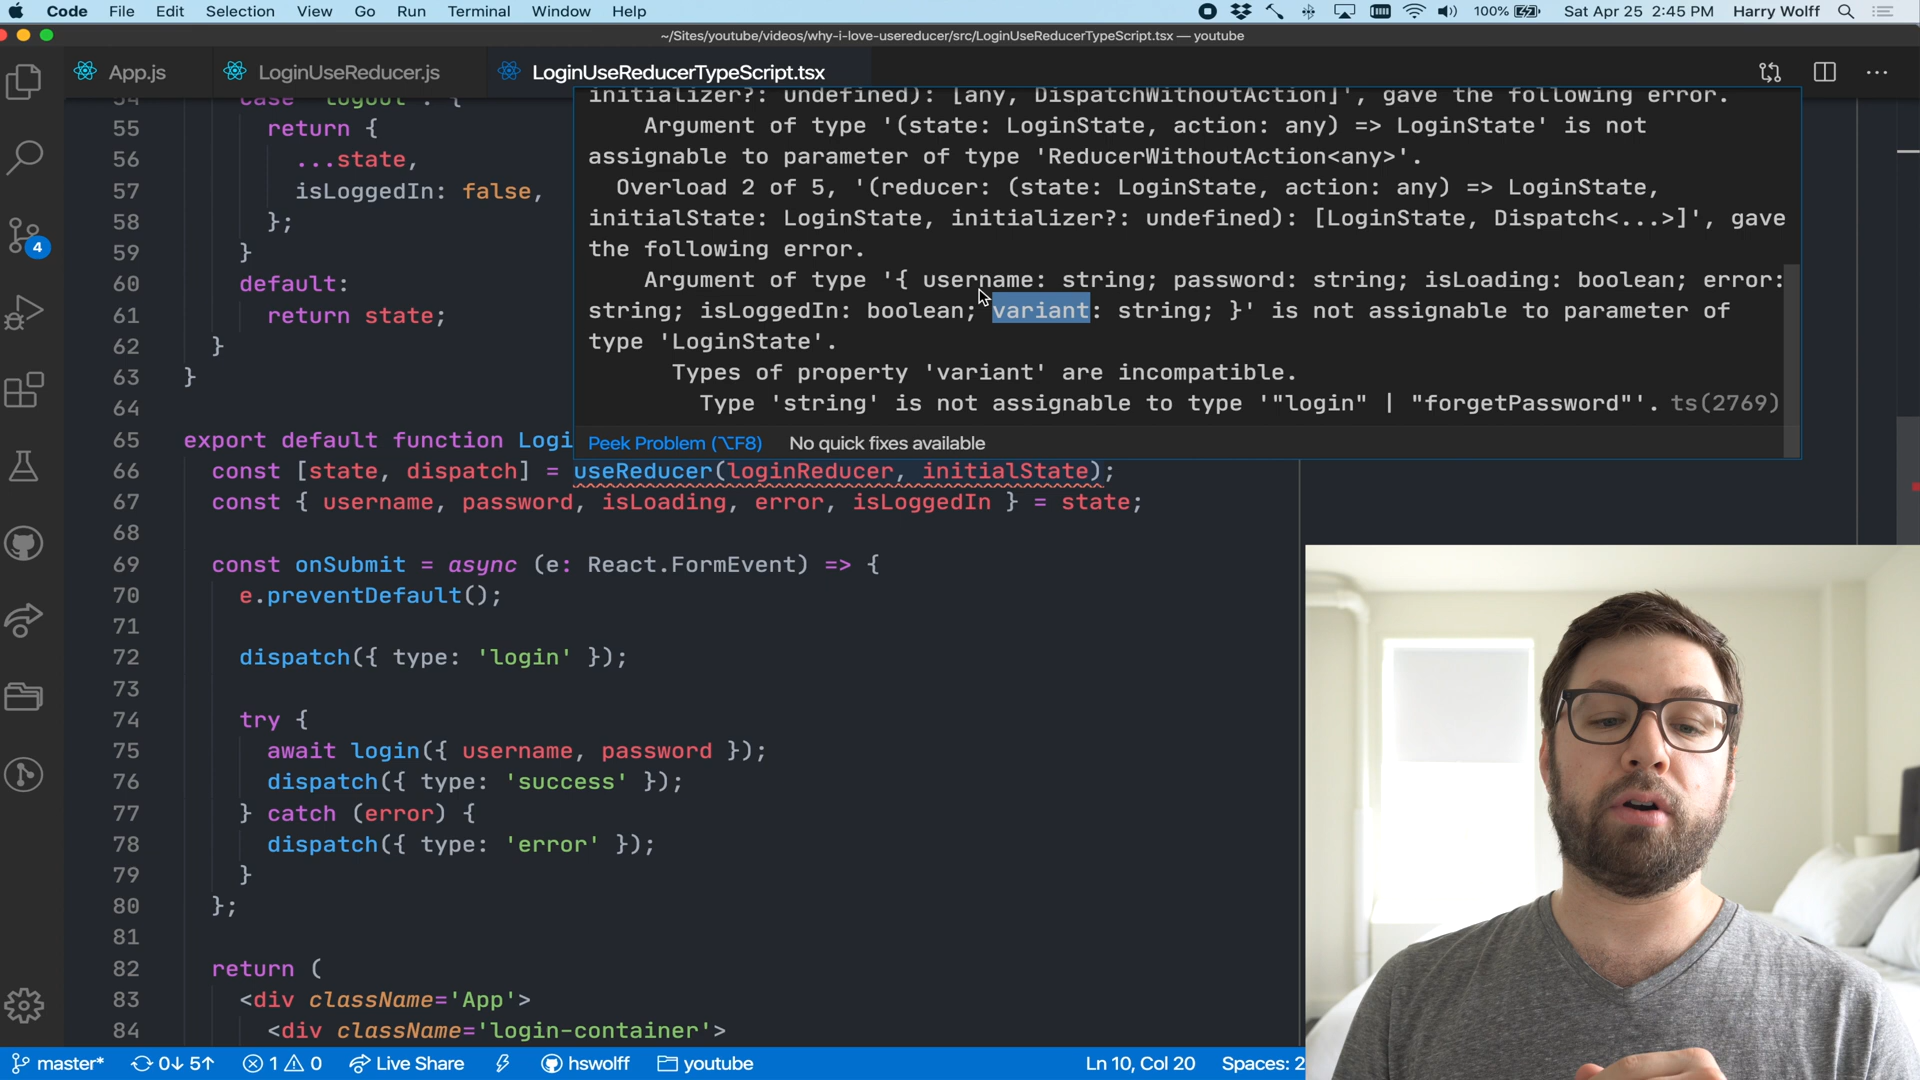 Code File Edit Selection View Go Run Terminal Window Help 100% Sat Apr 25 2:45 PM Harry Wolff
~/Sites/youtube/videos/why-i-love-usereducer/src/LoginUseReducerTypeScript.tsx — youtube
App.js LoginUseReducer.js LoginUseReducerTypeScript.tsx
54 case 'logout': {
55 return {
56 ...state,
57 isLoggedIn: false,
58 };
59 }
60 default:
61 return state;
62 }
63 }
64
initializer?: undefined): [any, DispatchWithoutAction]', gave the following error.
Argument of type '(state: LoginState, action: any) => LoginState' is not
assignable to parameter of type 'ReducerWithoutAction<any>'.
Overload 2 of 5, '(reducer: (state: LoginState, action: any) => LoginState,
initialState: LoginState, initializer?: undefined): [LoginState, Dispatch<...>]', gave
the following error.
Argument of type '{ username: string; password: string; isLoading: boolean; error:
string; isLoggedIn: boolean; variant: string; }' is not assignable to parameter of
type 'LoginState'.
Types of property 'variant' are incompatible.
Type 'string' is not assignable to type '"login" | "forgetPassword"'. ts(2769)
Peek Problem (⌥F8) No quick fixes available
65 export default function Logi
66 const [state, dispatch] = useReducer(loginReducer, initialState);
67 const { username, password, isLoading, error, isLoggedIn } = state;
68
69 const onSubmit = async (e: React.FormEvent) => {
70 e.preventDefault();
71
72 dispatch({ type: 'login' });
73
74 try {
75 await login({ username, password });
76 dispatch({ type: 'success' });
77 } catch (error) {
78 dispatch({ type: 'error' });
79 }
80 };
81
82 return (
83 <div className='App'>
84 <div className='login-container'>
4
master* 0↓ 5↑ 1 0 Live Share hswolff youtube Ln 10, Col 20 Spaces: 2